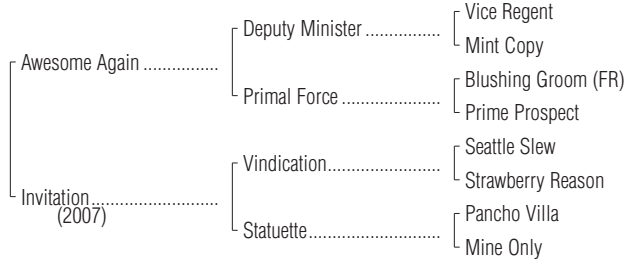 Vice Regent
Deputy Minister ..................
Mint Copy
Awesome Again ...............
Blushing Groom (FR)
Primal Force ....................
Prime Prospect
Seattle Slew
Vindication.......................
Strawberry Reason
Invitation.........................
(2007)
Pancho Villa
Statuette...........................
Mine Only